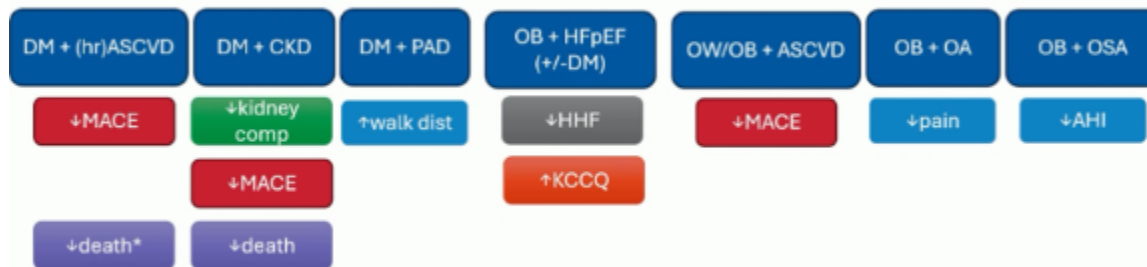 DM + (hr)ASCVD
DM + CKD
DM + PAD
OB + HFpEF
(+/-DM)
OW/OB + ASCVD
OB + OA
OB + OSA
↓MACE
↓kidney
comp
↑walk dist
↓HHF
↓MACE
↓pain
↓AHI
↓MACE
↑KCCQ
↓death*
↓death